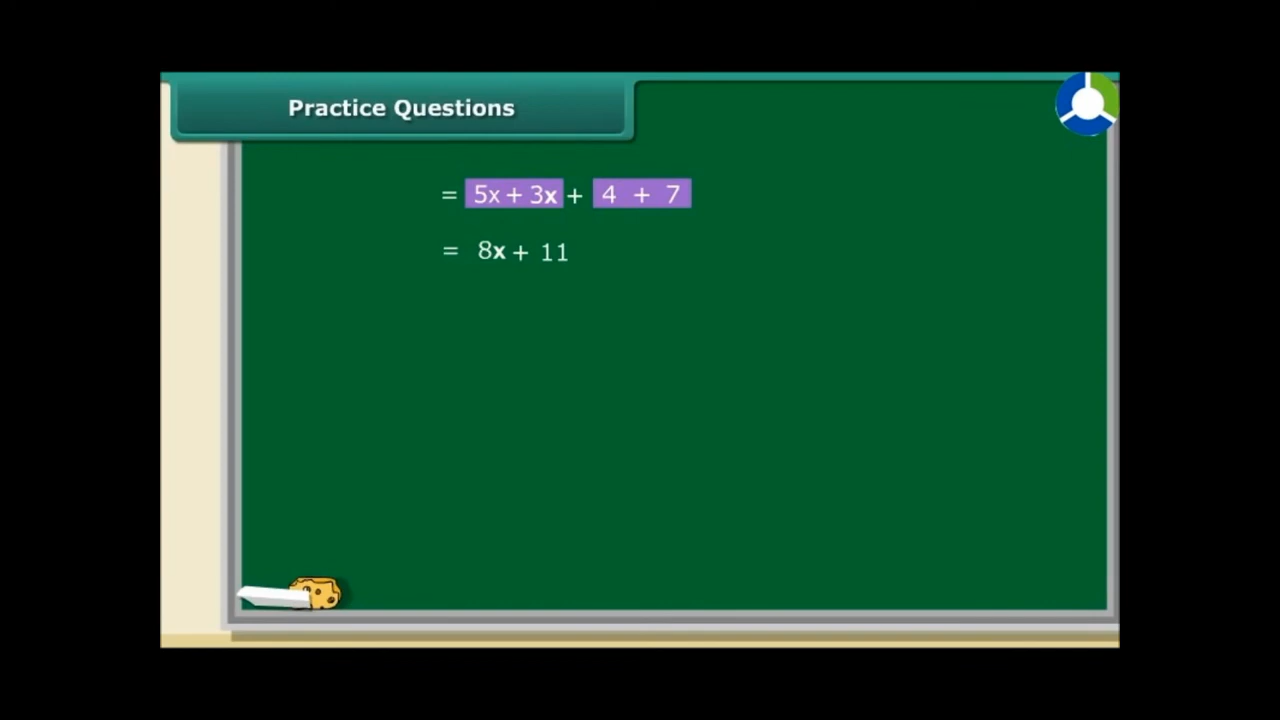 Practice Questions
= 5x + 3x + 4 + 7
= 8x + 11